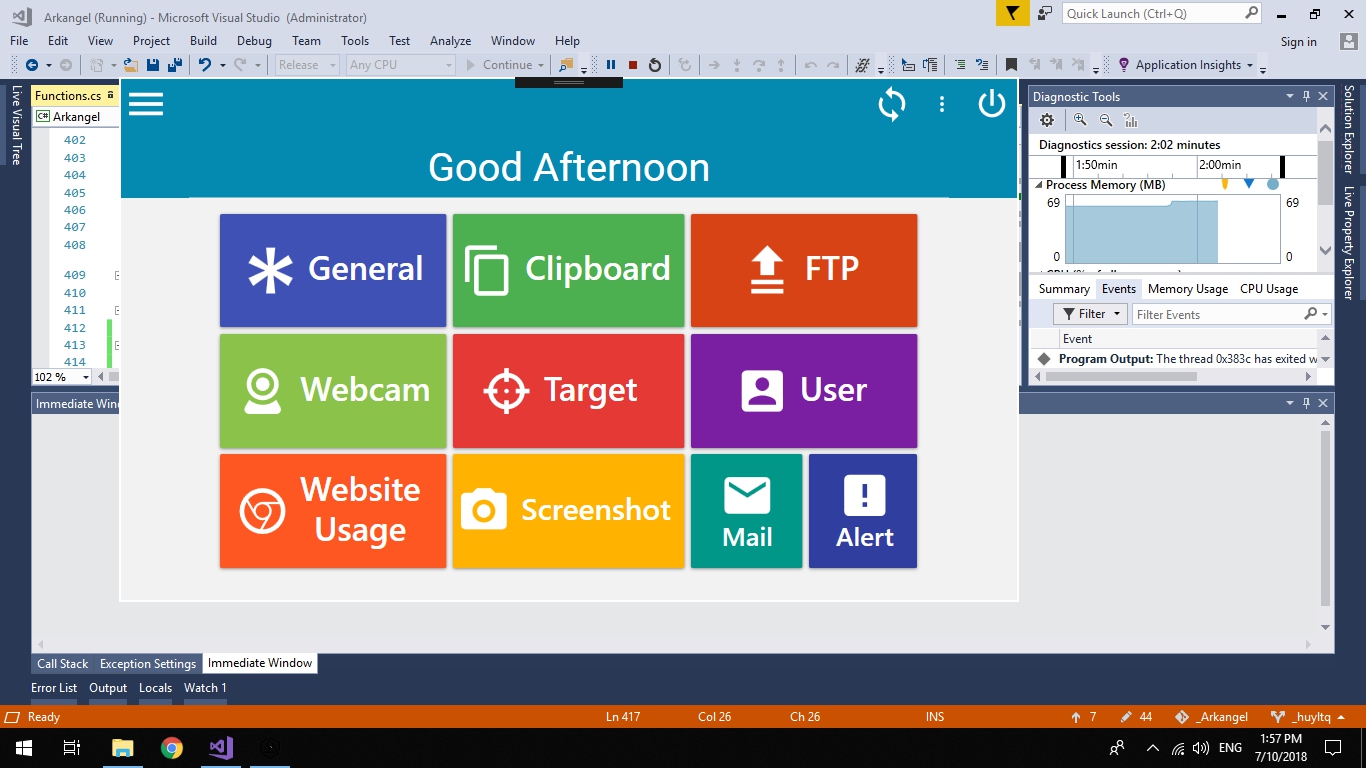 Arkangel (Running) - Microsoft Visual Studio (Administrator)
Quick Launch (Ctrl+Q)
File Edit View Project Build Debug Team Tools Test Analyze Window Help
Sign in
Release Any CPU Continue Application Insights
Live Visual Tree
Functions.cs
C# Arkangel
402
403
404
405
406
407
408
409
410
411
412
413
414
102 %
Good Afternoon
General
Clipboard
FTP
Webcam
Target
User
Website
Usage
Screenshot
Mail
Alert
Diagnostic Tools
Diagnostics session: 2:02 minutes
1:50min 2:00min
Process Memory (MB)
69 69
0 0
Summary Events Memory Usage CPU Usage
Filter Filter Events
Event
Program Output: The thread 0x383c has exited w
Solution Explorer
Live Property Explorer
Immediate Win
Call Stack Exception Settings Immediate Window
Error List Output Locals Watch 1
Ready Ln 417 Col 26 Ch 26 INS 7 44 _Arkangel _huyltq
ENG
1:57 PM
7/10/2018